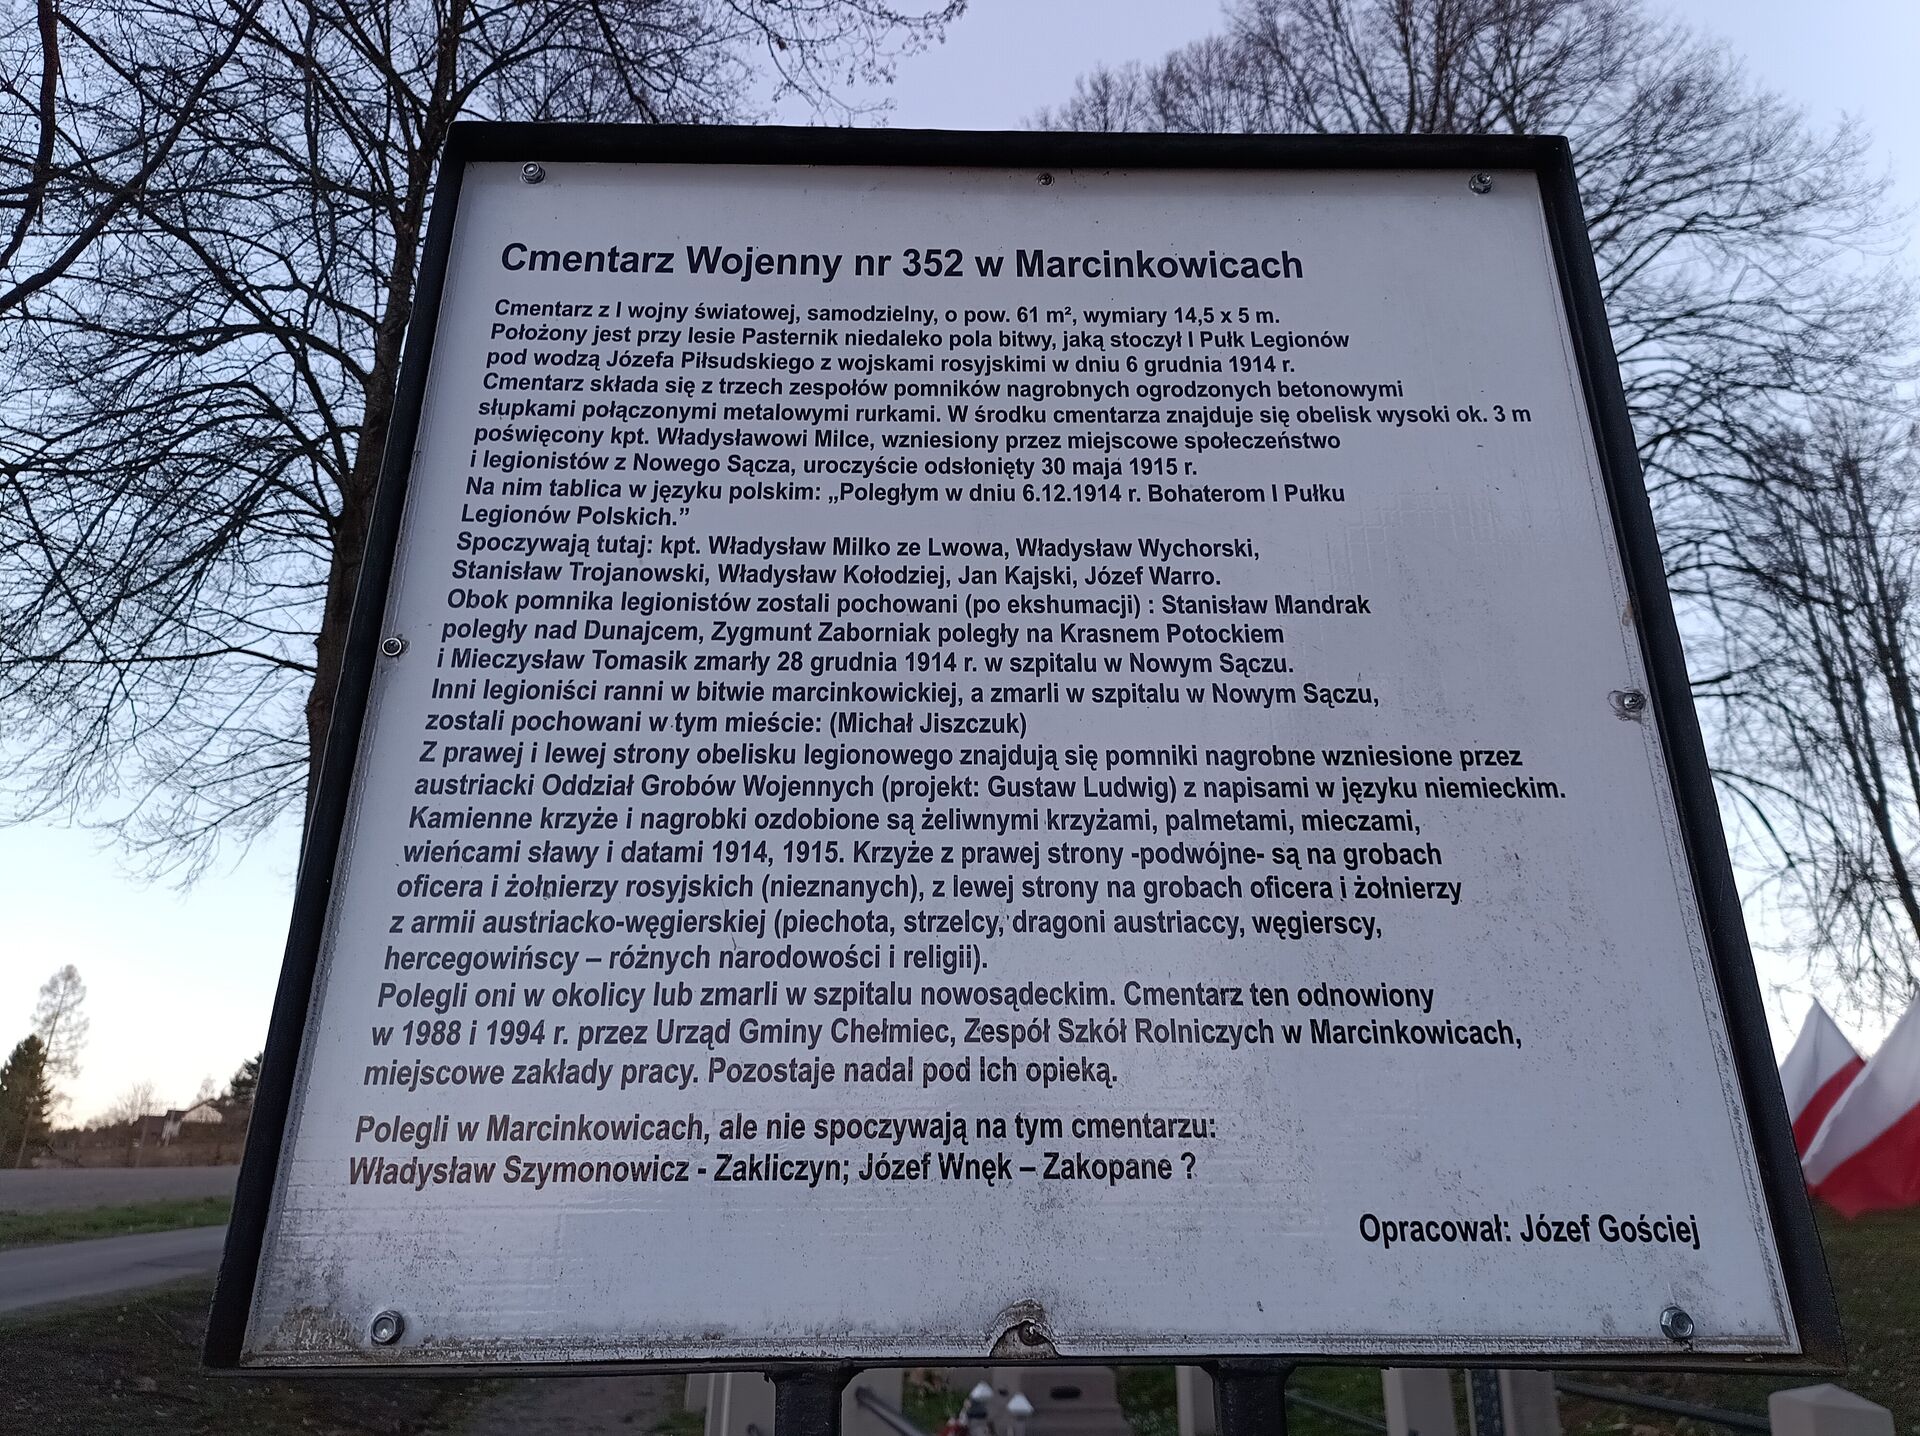 Cmentarz Wojenny nr 352 w Marcinkowicach
Cmentarz z I wojny światowej, samodzielny, o pow. 61 m², wymiary 14,5 x 5 m.
Położony jest przy lesie Pasternik niedaleko pola bitwy, jaką stoczył I Pułk Legionów
pod wodzą Józefa Piłsudskiego z wojskami rosyjskimi w dniu 6 grudnia 1914 r.
Cmentarz składa się z trzech zespołów pomników nagrobnych ogrodzonych betonowymi
słupkami połączonymi metalowymi rurkami. W środku cmentarza znajduje się obelisk wysoki ok. 3 m
poświęcony kpt. Władysławowi Milce, wzniesiony przez miejscowe społeczeństwo
i legionistów z Nowego Sącza, uroczyście odsłonięty 30 maja 1915 r.
Na nim tablica w języku polskim: „Poległym w dniu 6.12.1914 r. Bohaterom I Pułku
Legionów Polskich.”
Spoczywają tutaj: kpt. Władysław Milko ze Lwowa, Władysław Wychorski,
Stanisław Trojanowski, Władysław Kołodziej, Jan Kajski, Józef Warro.
Obok pomnika legionistów zostali pochowani (po ekshumacji) : Stanisław Mandrak
poległy nad Dunajcem, Zygmunt Zaborniak poległy na Krasnem Potockiem
i Mieczysław Tomasik zmarły 28 grudnia 1914 r. w szpitalu w Nowym Sączu.
Inni legioniści ranni w bitwie marcinkowickiej, a zmarli w szpitalu w Nowym Sączu,
zostali pochowani w tym mieście: (Michał Jiszczuk)
Z prawej i lewej strony obelisku legionowego znajdują się pomniki nagrobne wzniesione przez
austriacki Oddział Grobów Wojennych (projekt: Gustaw Ludwig) z napisami w języku niemieckim.
Kamienne krzyże i nagrobki ozdobione są żeliwnymi krzyżami, palmetami, mieczami,
wieńcami sławy i datami 1914, 1915. Krzyże z prawej strony -podwójne- są na grobach
oficera i żołnierzy rosyjskich (nieznanych), z lewej strony na grobach oficera i żołnierzy
z armii austriacko-węgierskiej (piechota, strzelcy, dragoni austriaccy, węgierscy,
hercegowińscy – różnych narodowości i religii).
Polegli oni w okolicy lub zmarli w szpitalu nowosądeckim. Cmentarz ten odnowiony
w 1988 i 1994 r. przez Urząd Gminy Chełmiec, Zespół Szkół Rolniczych w Marcinkowicach,
miejscowe zakłady pracy. Pozostaje nadal pod Ich opieką.
Polegli w Marcinkowicach, ale nie spoczywają na tym cmentarzu:
Władysław Szymonowicz - Zakliczyn; Józef Wnęk – Zakopane ?
Opracował: Józef Gościej